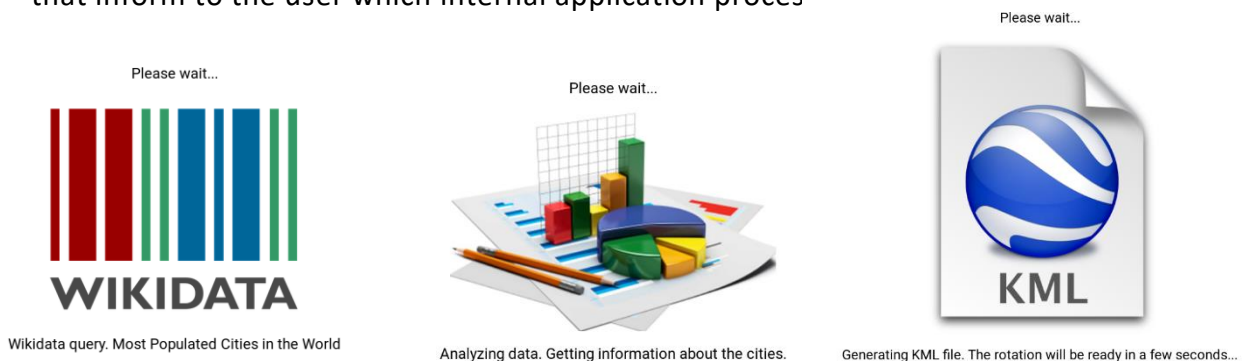 that inform to the user which internal application proces
Please wait...
WIKIDATA
Wikidata query. Most Populated Cities in the World
Please wait...
Analyzing data. Getting information about the cities.
Please wait...
KML
Generating KML file. The rotation will be ready in a few seconds...